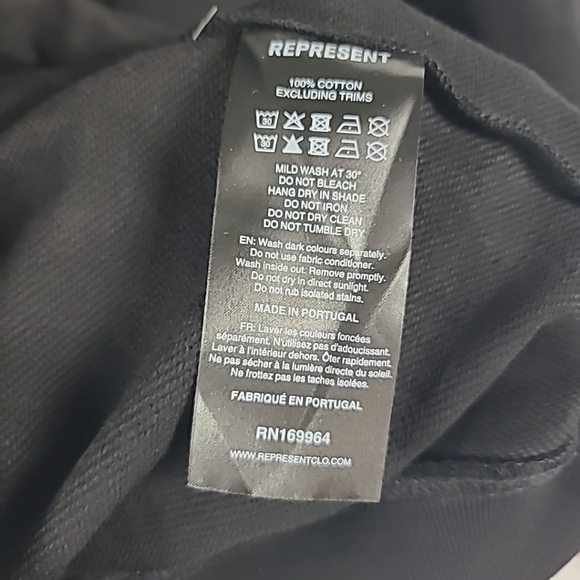 REPRESENT
100% COTTON
EXCLUDING TRIMS
30
30
MILD WASH AT 30°
DO NOT BLEACH
HANG DRY IN SHADE
DO NOT IRON
DO NOT DRY CLEAN
DO NOT TUMBLE DRY
EN: Wash dark colours separately.
Do not use fabric conditioner.
Wash inside out. Remove promptly.
Do not dry in direct sunlight.
Do not rub isolated stains.
MADE IN PORTUGAL
FR: Laver les couleurs foncées
séparement. N'utilisez pas d'adoucissant.
Laver à l'intérieur dehors. Ôter rapidement.
Ne pas sécher à la lumière directe du soleil.
Ne frottez pas les taches isolées.
FABRIQUÉ EN PORTUGAL
RN169964
WWW.REPRESENTCLO.COM